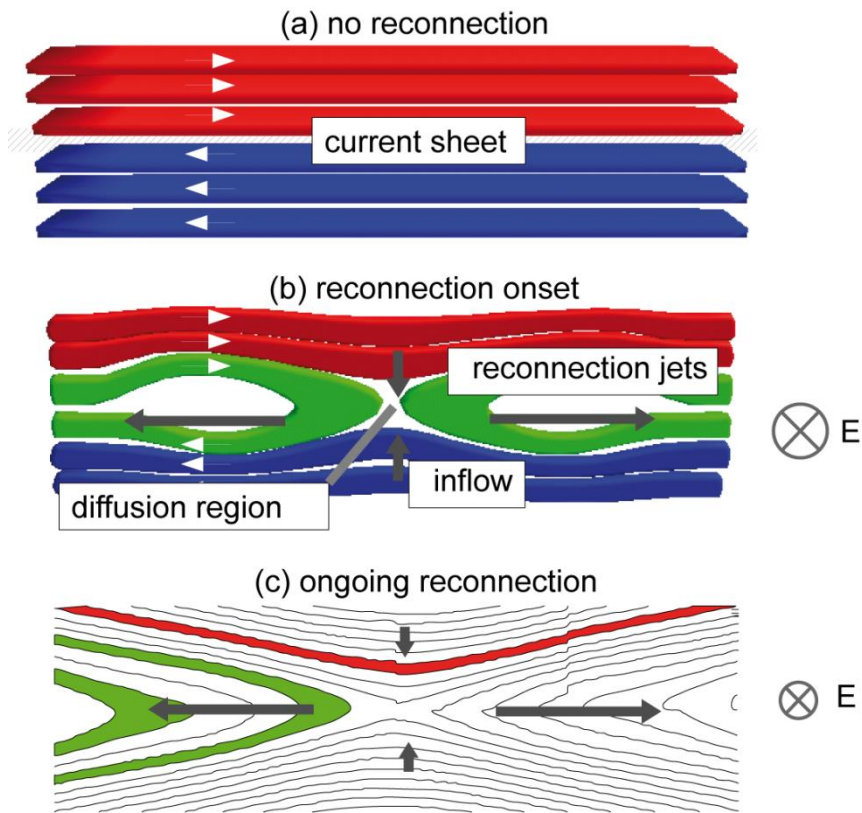 (a) no reconnection
current sheet
(b) reconnection onset
reconnection jets
E
inflow
diffusion region
(c) ongoing reconnection
E